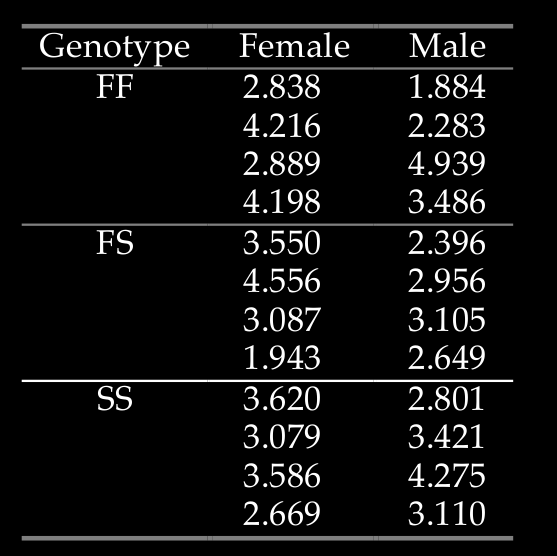 Genotype Female Male
FF 2.838 1.884
4.216 2.283
2.889 4.939
4.198 3.486
FS 3.550 2.396
4.556 2.956
3.087 3.105
1.943 2.649
SS 3.620 2.801
3.079 3.421
3.586 4.275
2.669 3.110